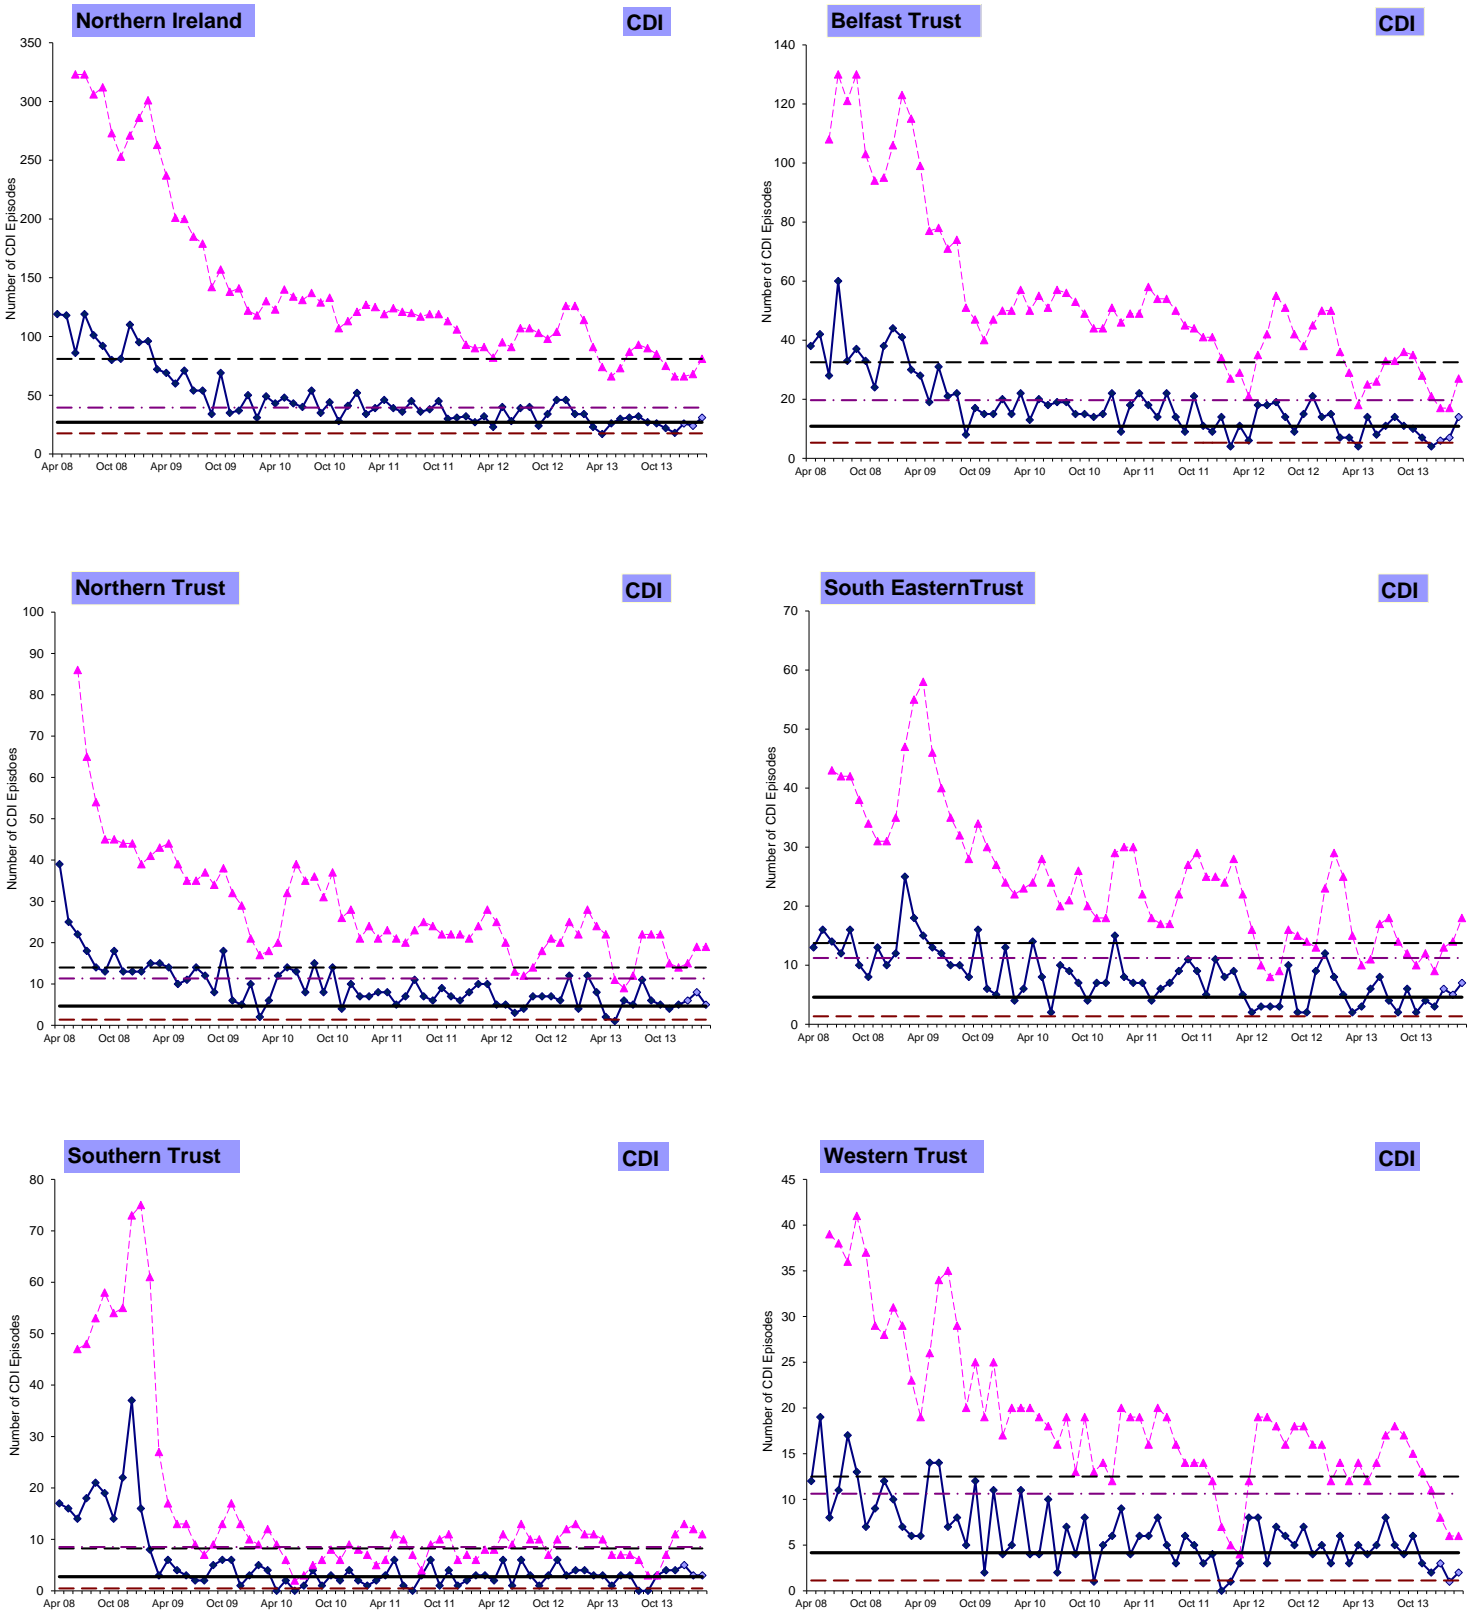 Northern Ireland
CDI
Number of CDI Episodes
350
300
250
200
150
100
50
0
Apr 08 Oct 08 Apr 09 Oct 09 Apr 10 Oct 10 Apr 11 Oct 11 Apr 12 Oct 12 Apr 13 Oct 13
Belfast Trust
CDI
Number of CDI Episodes
140
120
100
80
60
40
20
0
Apr 08 Oct 08 Apr 09 Oct 09 Apr 10 Oct 10 Apr 11 Oct 11 Apr 12 Oct 12 Apr 13 Oct 13
Northern Trust
CDI
Number of CDI Episdoes
100
90
80
70
60
50
40
30
20
10
0
Apr 08 Oct 08 Apr 09 Oct 09 Apr 10 Oct 10 Apr 11 Oct 11 Apr 12 Oct 12 Apr 13 Oct 13
South EasternTrust
CDI
Number of CDI Episodes
70
60
50
40
30
20
10
0
Apr 08 Oct 08 Apr 09 Oct 09 Apr 10 Oct 10 Apr 11 Oct 11 Apr 12 Oct 12 Apr 13 Oct 13
Southern Trust
CDI
Number of CDI Episodes
80
70
60
50
40
30
20
10
0
Apr 08 Oct 08 Apr 09 Oct 09 Apr 10 Oct 10 Apr 11 Oct 11 Apr 12 Oct 12 Apr 13 Oct 13
Western Trust
CDI
Number of CDI Episodes
45
40
35
30
25
20
15
10
5
0
Apr 08 Oct 08 Apr 09 Oct 09 Apr 10 Oct 10 Apr 11 Oct 11 Apr 12 Oct 12 Apr 13 Oct 13